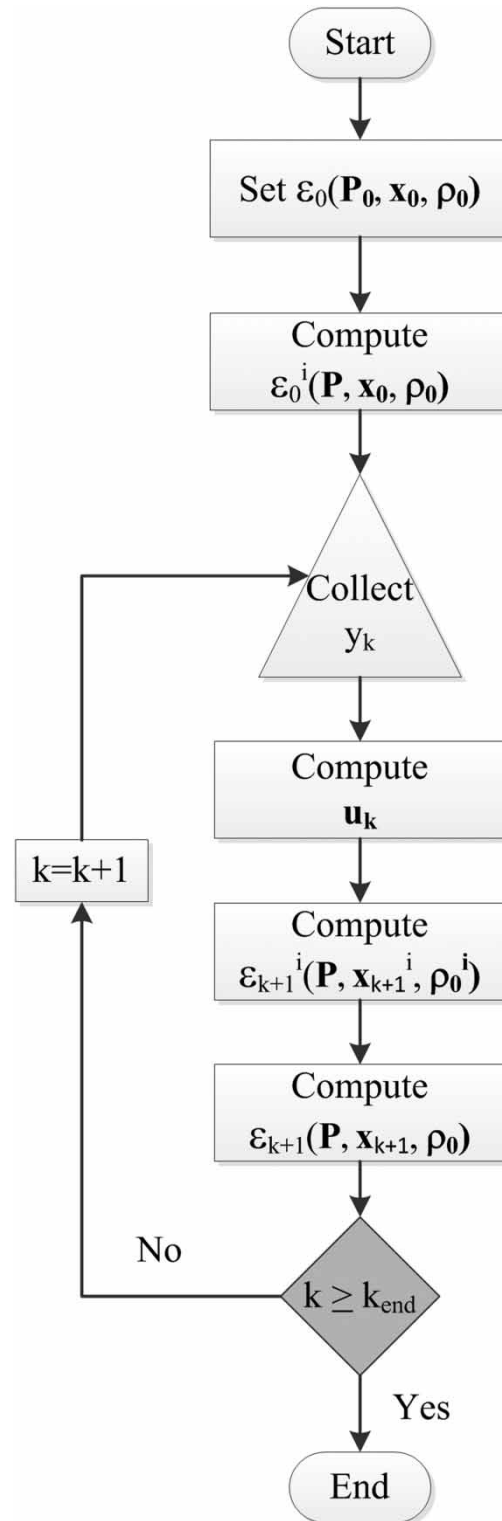 Start
Set ε₀(P₀, x₀, ρ₀)
Compute
ε₀ⁱ(P, x₀, ρ₀)
Collect
yₖ
Compute
uₖ
k=k+1
Compute
εₖ₊₁ⁱ(P, xₖ₊₁ⁱ, ρ₀ⁱ)
Compute
εₖ₊₁(P, xₖ₊₁, ρ₀)
No
k ≥ k_end
Yes
End